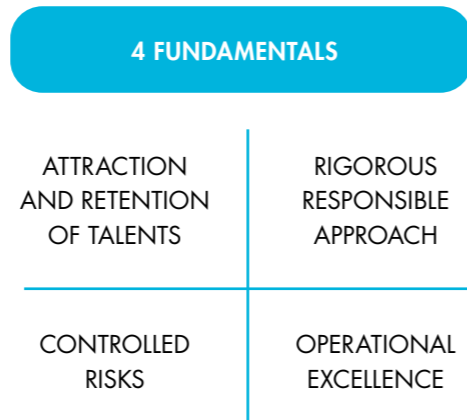 4 FUNDAMENTALS
ATTRACTION
AND RETENTION
OF TALENTS
RIGOROUS
RESPONSIBLE
APPROACH
CONTROLLED
RISKS
OPERATIONAL
EXCELLENCE